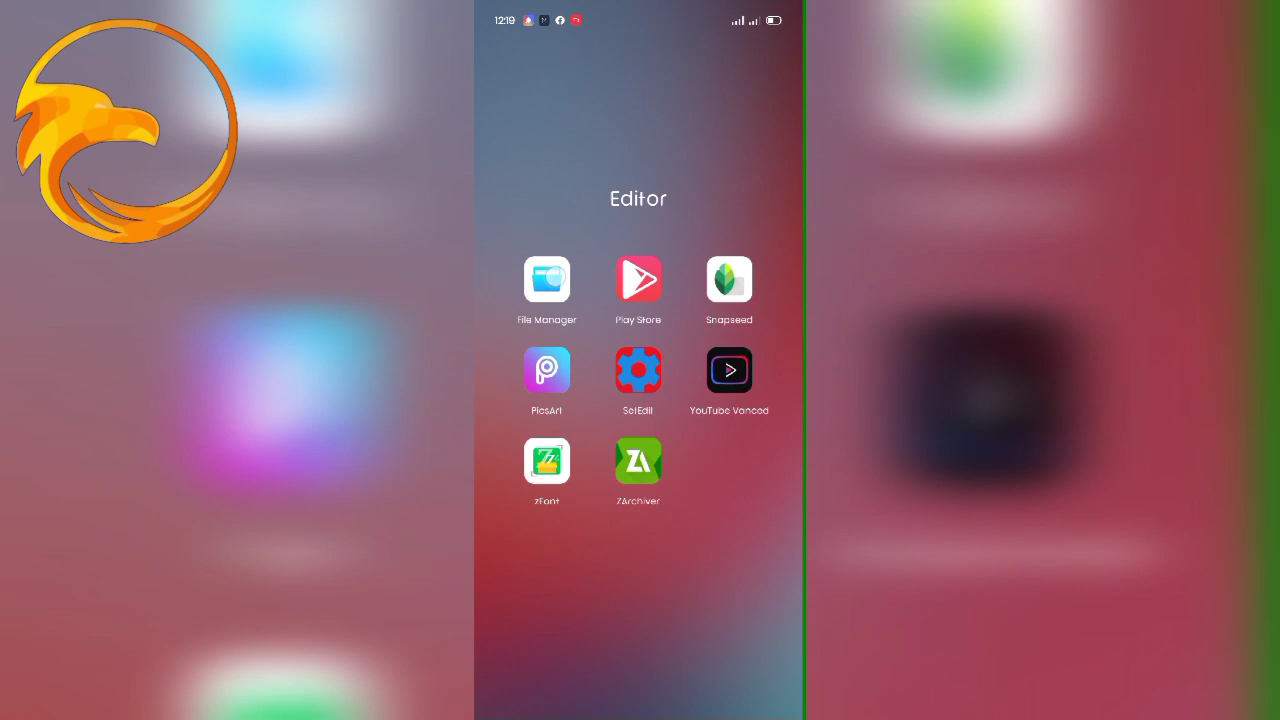 12:19
Editor
File Manager
Play Store
Snapseed
PicsArt
SetEdit
YouTube Vanced
zFont
ZArchiver